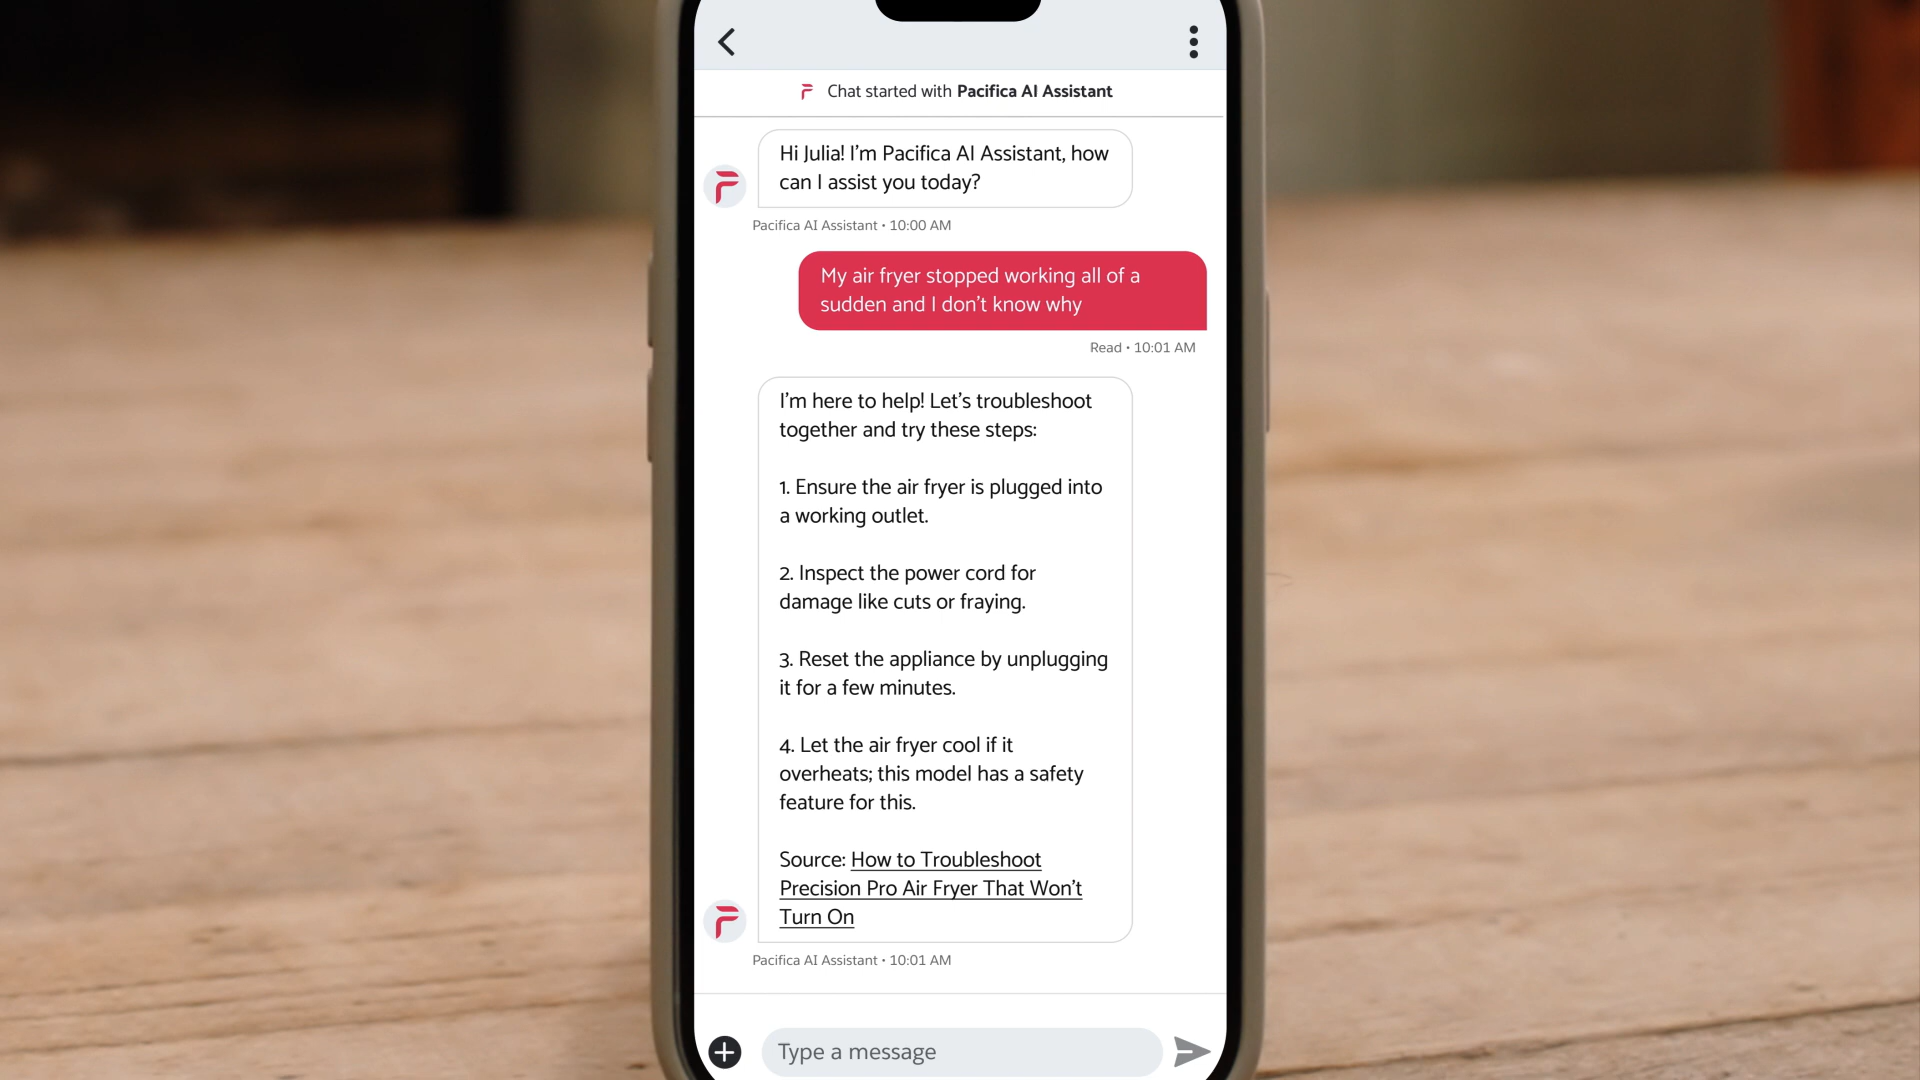 Chat started with Pacifica AI Assistant
Hi Julia! I'm Pacifica AI Assistant, how
can I assist you today?
Pacifica AI Assistant • 10:00 AM
My air fryer stopped working all of a
sudden and I don't know why
Read • 10:01 AM
I'm here to help! Let's troubleshoot
together and try these steps:
1. Ensure the air fryer is plugged into
a working outlet.
2. Inspect the power cord for
damage like cuts or fraying.
3. Reset the appliance by unplugging
it for a few minutes.
4. Let the air fryer cool if it
overheats; this model has a safety
feature for this.
Source: How to Troubleshoot
Precision Pro Air Fryer That Won't
Turn On
Pacifica AI Assistant • 10:01 AM
Type a message